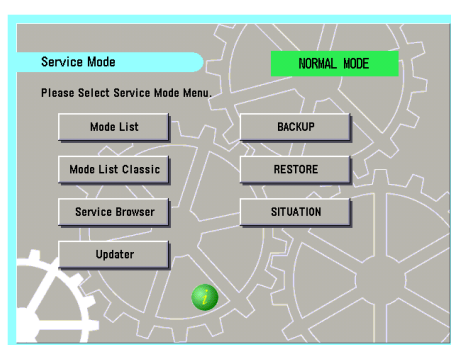 Service Mode
NORMAL MODE
Please Select Service Mode Menu.
Mode List
BACKUP
Mode List Classic
RESTORE
Service Browser
SITUATION
Updater
i